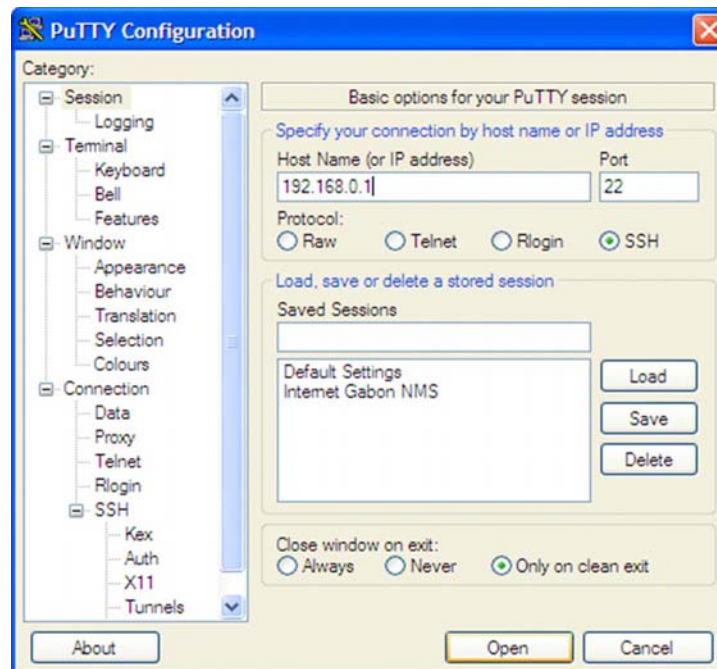 PuTTY Configuration
Category:
Session
Logging
Terminal
Keyboard
Bell
Features
Window
Appearance
Behaviour
Translation
Selection
Colours
Connection
Data
Proxy
Telnet
Rlogin
SSH
Kex
Auth
X11
Tunnels
Basic options for your PuTTY session
Specify your connection by host name or IP address
Host Name (or IP address) Port
192.168.0.1 22
Protocol:
Raw Telnet Rlogin SSH
Load, save or delete a stored session
Saved Sessions
Default Settings
Internet Gabon NMS
Load
Save
Delete
Close window on exit:
Always Never Only on clean exit
About Open Cancel